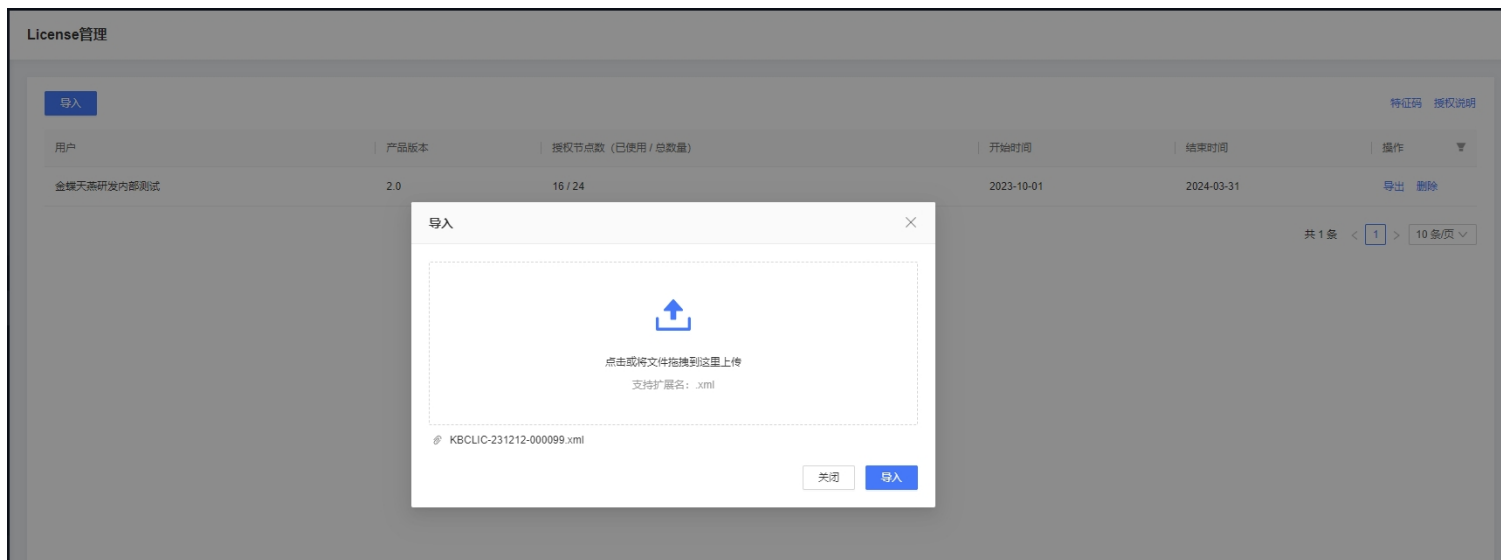 License管理
导入
特征码 授权说明
用户 产品版本 授权节点数（已使用 / 总数量） 开始时间 结束时间 操作
金蝶天燕研发内部测试 2.0 16 / 24 2023-10-01 2024-03-31 导出 删除
共 1 条 < 1 > 10 条/页
导入
点击或将文件拖拽到这里上传
支持扩展名：.xml
KBCLIC-231212-000099.xml
关闭 导入